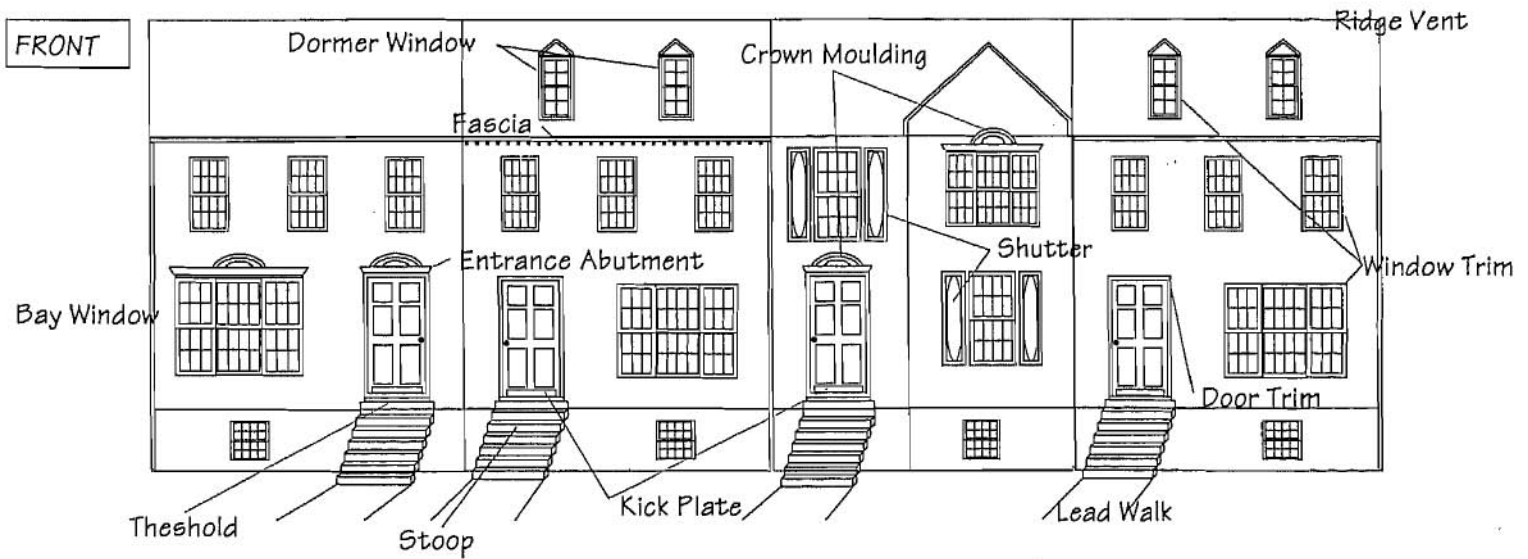 Ridge Vent
FRONT
Dormer Window
Crown Moulding
Fascia
Shutter
Entrance Abutment
Window Trim
Bay Window
Door Trim
Kick Plate
Lead Walk
Theshold
Stoop